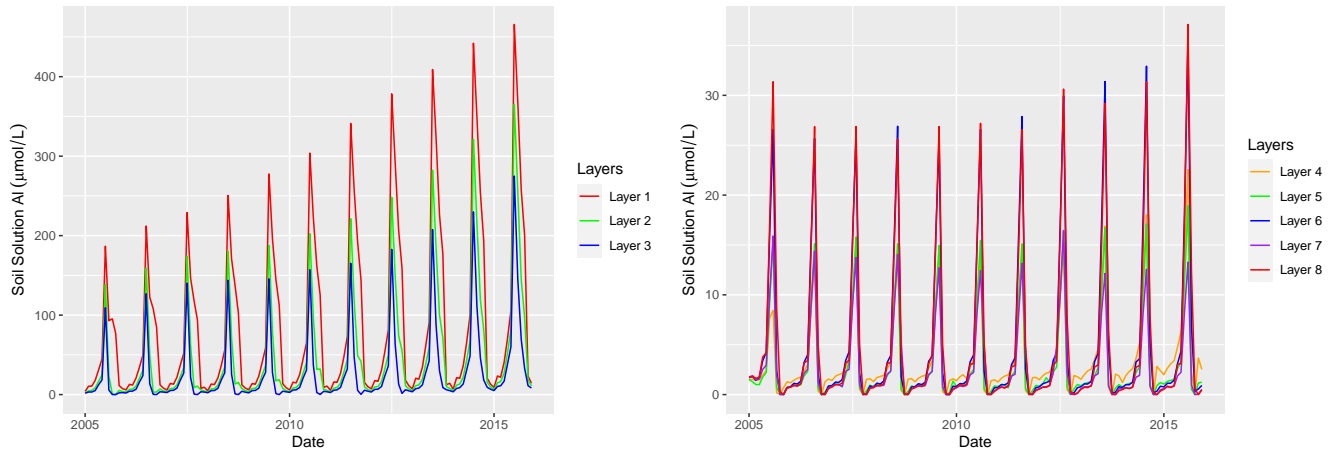 Soil Solution Al (µmol/L)
400
300
200
100
0
2005
2010
2015
Date
Layers
Layer 1
Layer 2
Layer 3
Soil Solution Al (µmol/L)
30
20
10
0
2005
2010
2015
Date
Layers
Layer 4
Layer 5
Layer 6
Layer 7
Layer 8